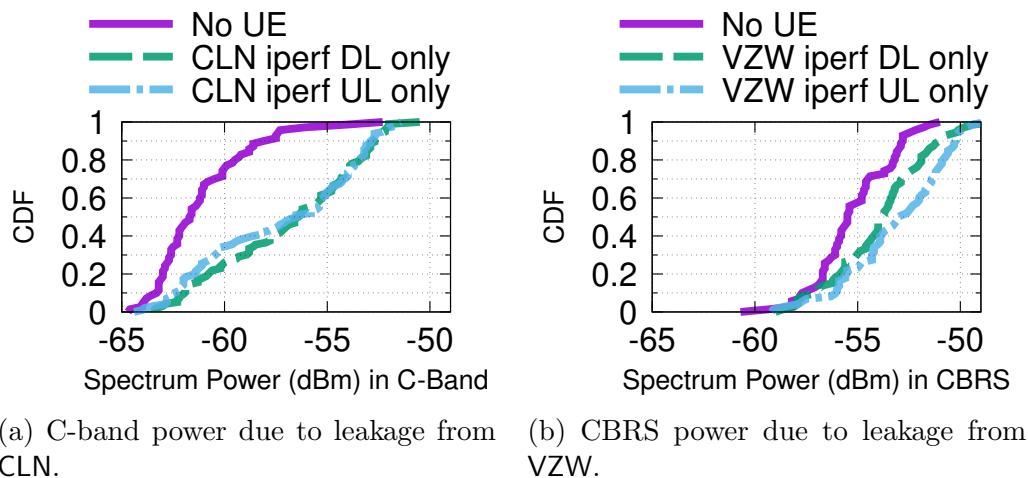 No UE
CLN iperf DL only
CLN iperf UL only
1
0.8
0.6
0.4
0.2
0
CDF
-65 -60 -55 -50
Spectrum Power (dBm) in C-Band
(a) C-band power due to leakage from
CLN.
No UE
VZW iperf DL only
VZW iperf UL only
1
0.8
0.6
0.4
0.2
0
CDF
-65 -60 -55 -50
Spectrum Power (dBm) in CBRS
(b) CBRS power due to leakage from
VZW.